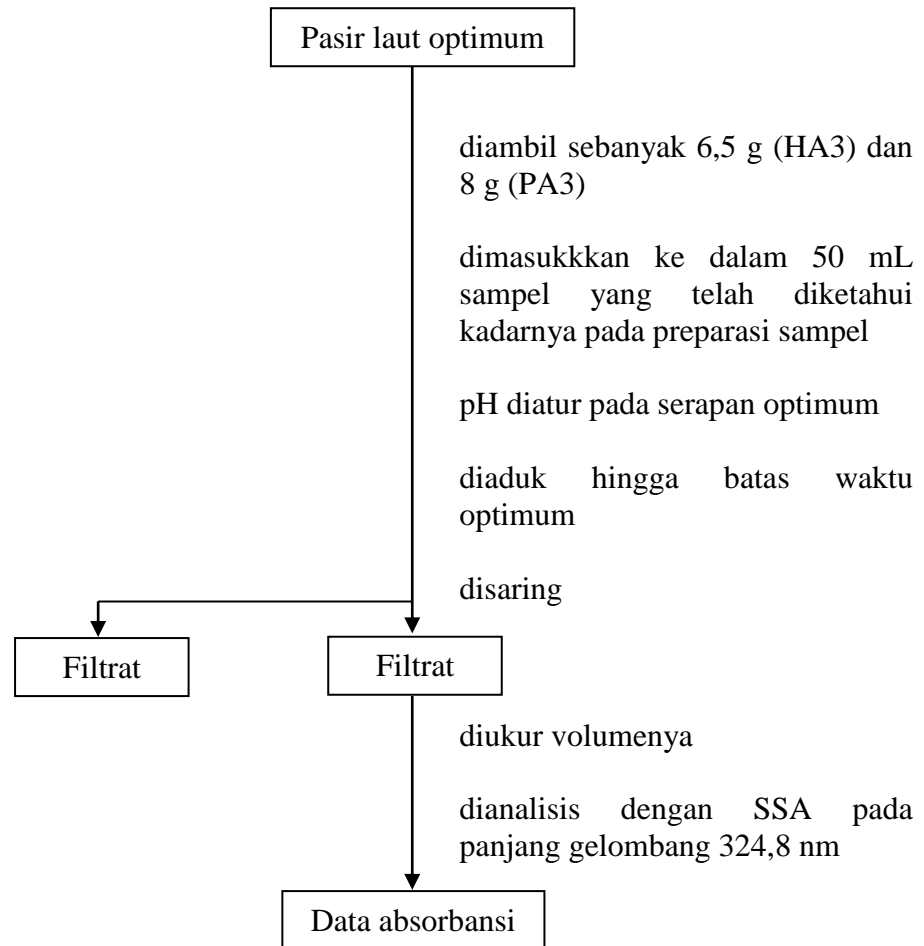 Pasir laut optimum
diambil sebanyak 6,5 g (HA3) dan
8 g (PA3)
dimasukkkan ke dalam 50 mL
sampel yang telah diketahui
kadarnya pada preparasi sampel
pH diatur pada serapan optimum
diaduk hingga batas waktu
optimum
disaring
Filtrat
Filtrat
diukur volumenya
dianalisis dengan SSA pada
panjang gelombang 324,8 nm
Data absorbansi